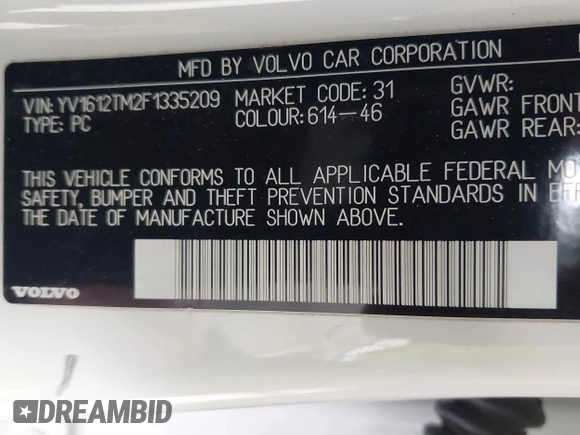 MFD BY VOLVO CAR CORPORATION
VIN: YV1612TM2F1335209 MARKET CODE: 31 GVWR:
TYPE: PC COLOUR: 614-46 GAWR FRONT
GAWR REAR:
THIS VEHICLE CONFORMS TO ALL APPLICABLE FEDERAL MO
SAFETY, BUMPER AND THEFT PREVENTION STANDARDS IN EFF
THE DATE OF MANUFACTURE SHOWN ABOVE.
VOLVO
DREAMBID